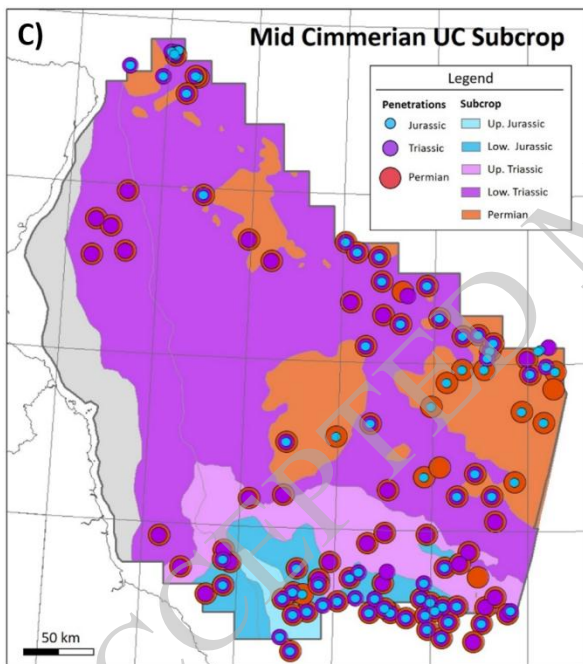 C)
Mid Cimmerian UC Subcrop
Legend
Penetrations
Jurassic
Triassic
Permian
Subcrop
Up. Jurassic
Low. Jurassic
Up. Triassic
Low. Triassic
Permian
50 km
CCEPTED